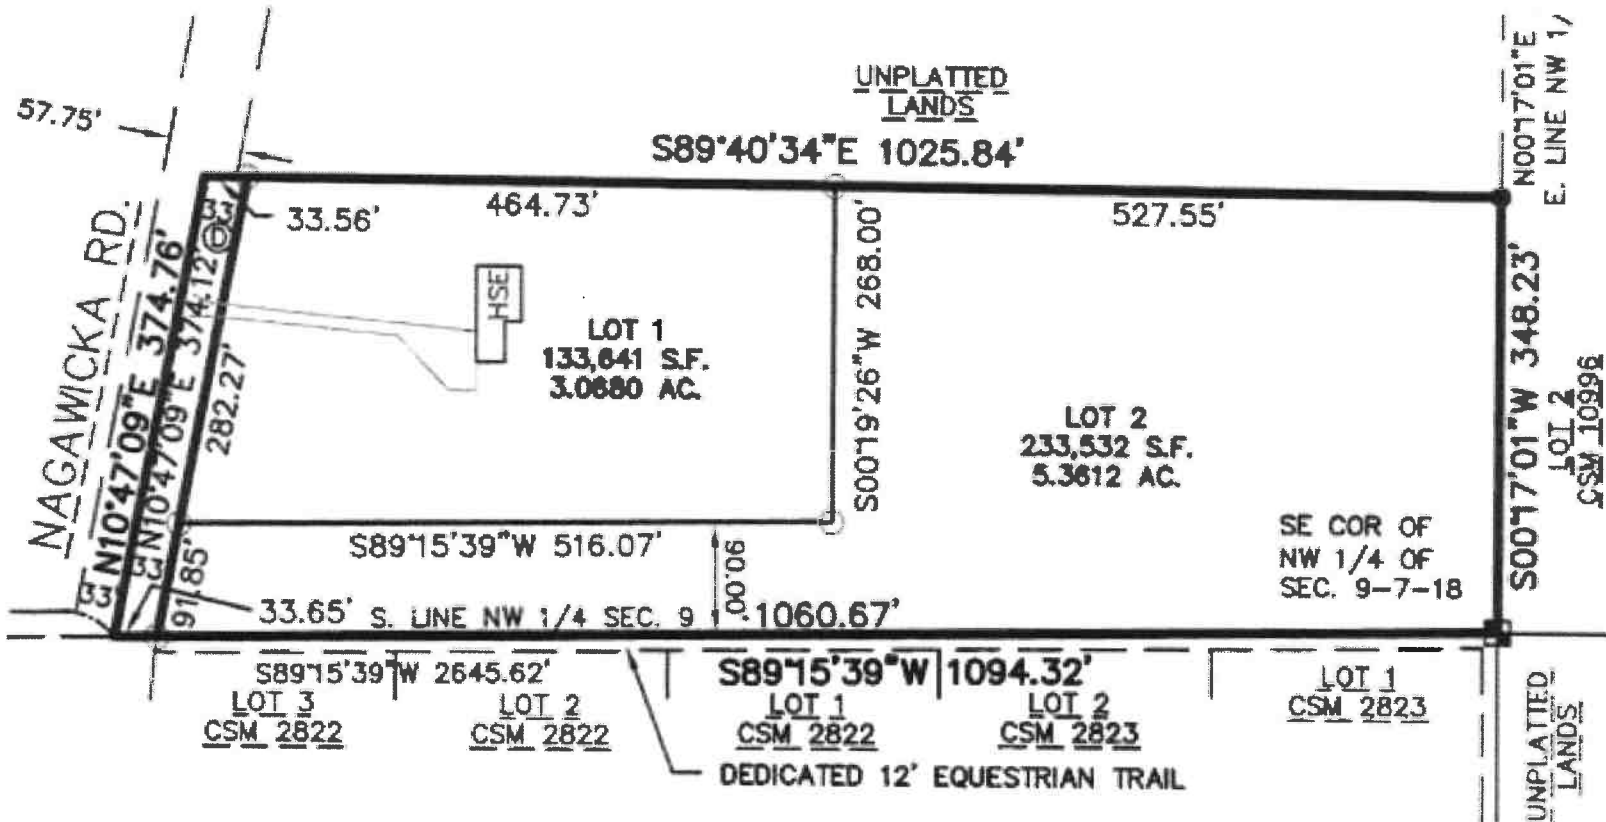 57.75'
UNPLATTED
LANDS
S89°40'34"E 1025.84'
N00°17'01"E
E. LINE NW 1/
33.56'
464.73'
527.55'
33
D
NAGAWICKA RD.
N10°47'09"E 374.76'
N10°47'09"E 374.12'
282.27'
HSE
LOT 1
133,641 S.F.
3.0680 AC.
S00°19'26"W 268.00'
LOT 2
233,532 S.F.
5.3612 AC.
S00°17'01"W 348.23'
LOT 2
CSM 10996
S89°15'39"W 516.07'
90.00'
SE COR OF
NW 1/4 OF
SEC. 9-7-18
33
33
91.85'
33.65'
S. LINE NW 1/4 SEC. 9
1060.67'
S89°15'39"W 2645.62'
S89°15'39"W 1094.32'
LOT 3
CSM 2822
LOT 2
CSM 2822
LOT 1
CSM 2822
LOT 2
CSM 2823
LOT 1
CSM 2823
DEDICATED 12' EQUESTRIAN TRAIL
UNPLATTED
LANDS